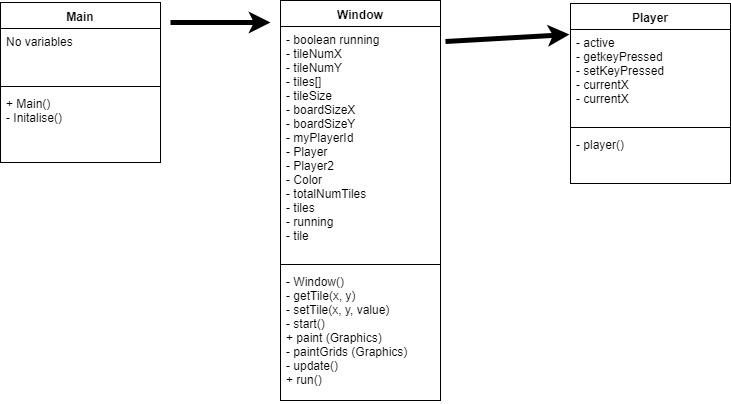 Main
No variables
+ Main()
- Initalise()
Window
- boolean running
- tileNumX
- tileNumY
- tiles[]
- tileSize
- boardSizeX
- boardSizeY
- myPlayerId
- Player
- Player2
- Color
- totalNumTiles
- tiles
- running
- tile
- Window()
- getTile(x, y)
- setTile(x, y, value)
- start()
+ paint (Graphics)
- paintGrids (Graphics)
- update()
+ run()
Player
- active
- getkeyPressed
- setKeyPressed
- currentX
- currentX
- player()